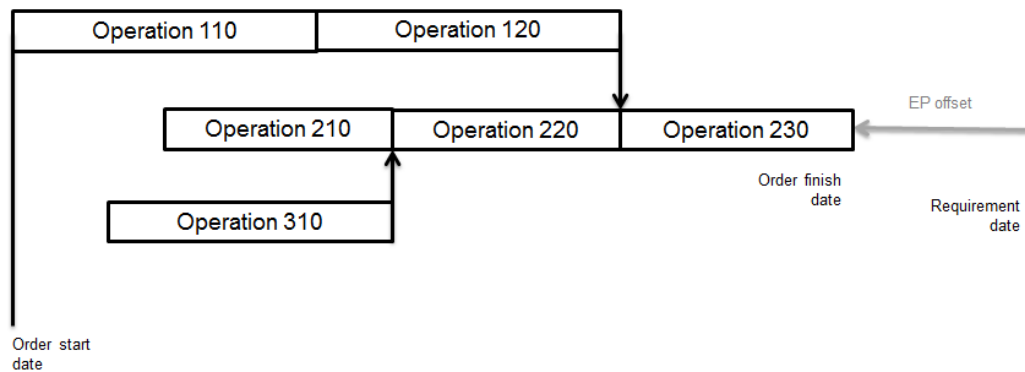 Operation 110
Operation 120
EP offset
Operation 210
Operation 220
Operation 230
Order finish
date
Operation 310
Requirement
date
Order start
date